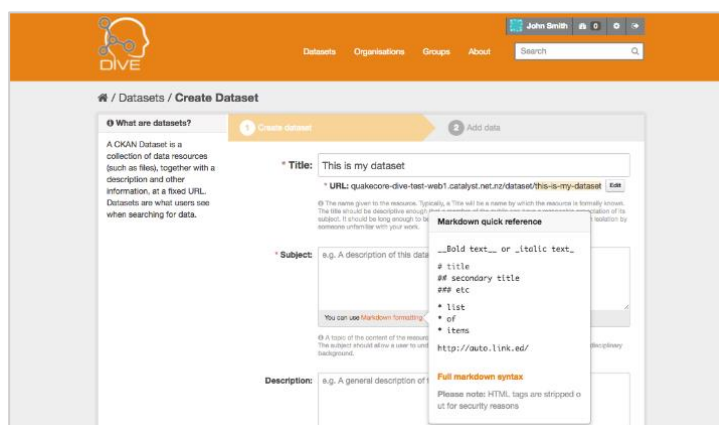 John Smith 0
DIVE
Datasets Organisations Groups About Search
/ Datasets / Create Dataset
What are datasets?
A CKAN Dataset is a
collection of data resources
(such as files), together with a
description and other
information, at a fixed URL.
Datasets are what users see
when searching for data.
1 Create dataset
2 Add data
* Title: This is my dataset
* URL: quakecore-dive-test-web1.catalyst.net.nz/dataset/this-is-my-dataset Edit
The name given to the resource. Typically, a Title will be a name by which the resource is formally known.
The title should be descriptive enough
subject. It should be long enough to be
someone unfamiliar with your work.
* Subject: e.g. A description of this data
You can use Markdown formatting
A topic of the content of the resource
The subject should allow a user to
disciplinary
background.
Description: e.g. A general description of
Markdown quick reference
__Bold text__ or _italic text_
# title
## secondary title
### etc
* list
* of
* items
http://auto.link.ed/
Full markdown syntax
Please note: HTML tags are stripped o
ut for security reasons